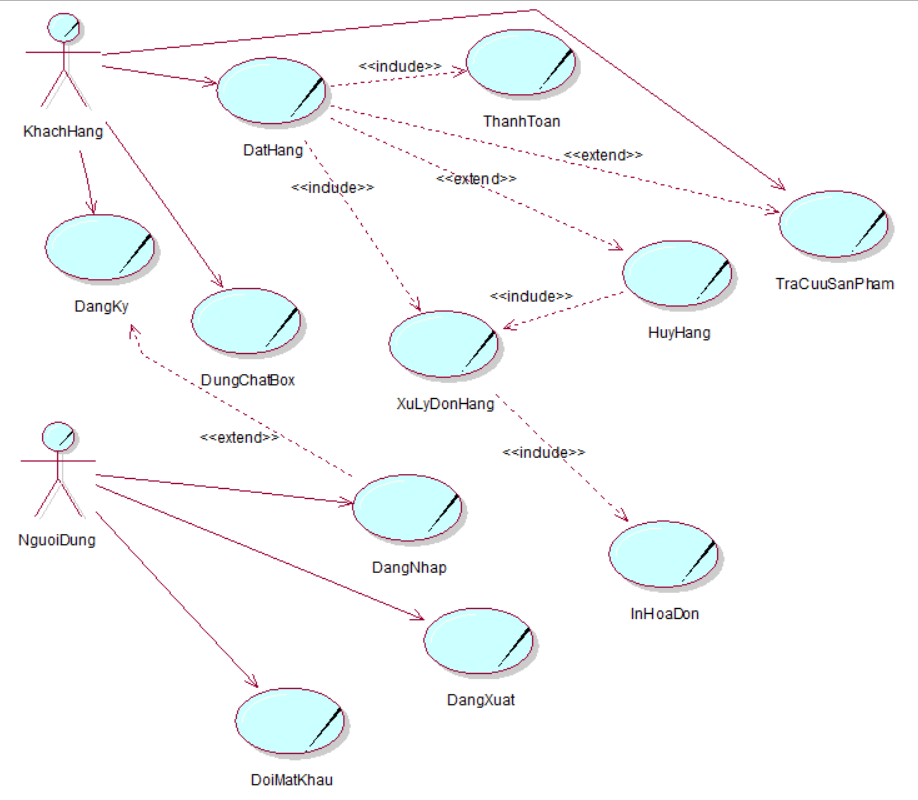 <<include>>
ThanhToan
KhachHang
DatHang
<<extend>>
<<extend>>
<<include>>
TraCuuSanPham
<<include>>
DangKy
HuyHang
DungChatBox
XuLyDonHang
<<extend>>
<<include>>
NguoiDung
DangNhap
InHoaDon
DangXuat
DoiMatKhau